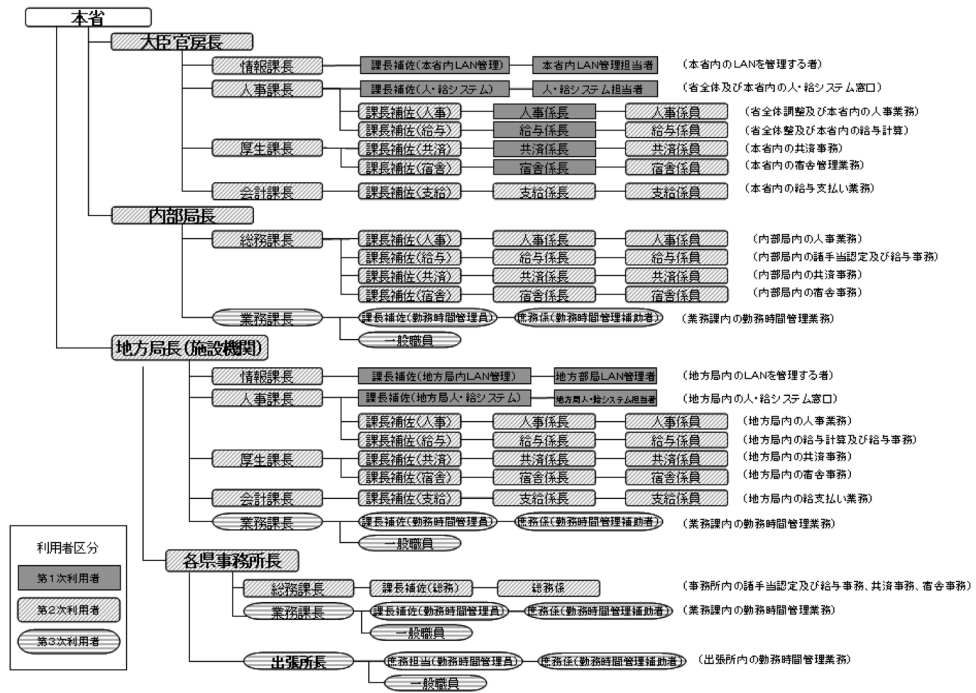 本省
大臣官房長
情報課長 課長補佐(本省内LAN管理) 本省内LAN管理担当者 (本省内のLANを管理する者)
人事課長 課長補佐(人・給システム) 人・給システム担当者 (省全体及び本省内の人・給システム窓口)
課長補佐(人事) 人事係長 人事係員 (省全体調整及び本省内の人事業務)
課長補佐(給与) 給与係長 給与係員 (省全体整及び本省内の給与計算)
厚生課長 課長補佐(共済) 共済係長 共済係員 (本省内の共済事務)
課長補佐(宿舎) 宿舎係長 宿舎係員 (本省内の宿舎管理業務)
会計課長 課長補佐(支給) 支給係長 支給係員 (本省内の給与支払い業務)
内部局長
総務課長 課長補佐(人事) 人事係長 人事係員 (内部局内の人事業務)
課長補佐(給与) 給与係長 給与係員 (内部局内の諸手当認定及び給与事務)
課長補佐(共済) 共済係長 共済係員 (内部局内の共済事務)
課長補佐(宿舎) 宿舎係長 宿舎係員 (内部局内の宿舎事務)
業務課長 課長補佐(勤務時間管理員) 庶務係(勤務時間管理補助者) (業務課内の勤務時間管理業務)
一般職員
地方局長(施設機関)
情報課長 課長補佐(地方局内LAN管理) 地方部局LAN管理者 (地方局内のLANを管理する者)
人事課長 課長補佐(地方局人・給システム) 地方局人・給システム担当者 (地方局内の人・給システム窓口)
課長補佐(人事) 人事係長 人事係員 (地方局内の人事業務)
課長補佐(給与) 給与係長 給与係員 (地方局内の給与計算及び給与事務)
厚生課長 課長補佐(共済) 共済係長 共済係員 (地方局内の共済事務)
課長補佐(宿舎) 宿舎係長 宿舎係員 (地方局内の宿舎事務)
会計課長 課長補佐(支給) 支給係長 支給係員 (地方局内の給支払い業務)
業務課長 課長補佐(勤務時間管理員) 庶務係(勤務時間管理補助者) (業務課内の勤務時間管理業務)
一般職員
各県事務所長
総務課長 課長補佐(総務) 総務係 (事務所内の諸手当認定及び給与事務、共済事務、宿舎事務)
業務課長 課長補佐(勤務時間管理員) 庶務係(勤務時間管理補助者) (業務課内の勤務時間管理業務)
一般職員
出張所長 庶務担当(勤務時間管理員) 庶務係(勤務時間管理補助者) (出張所内の勤務時間管理業務)
一般職員
利用者区分
第1次利用者
第2次利用者
第3次利用者